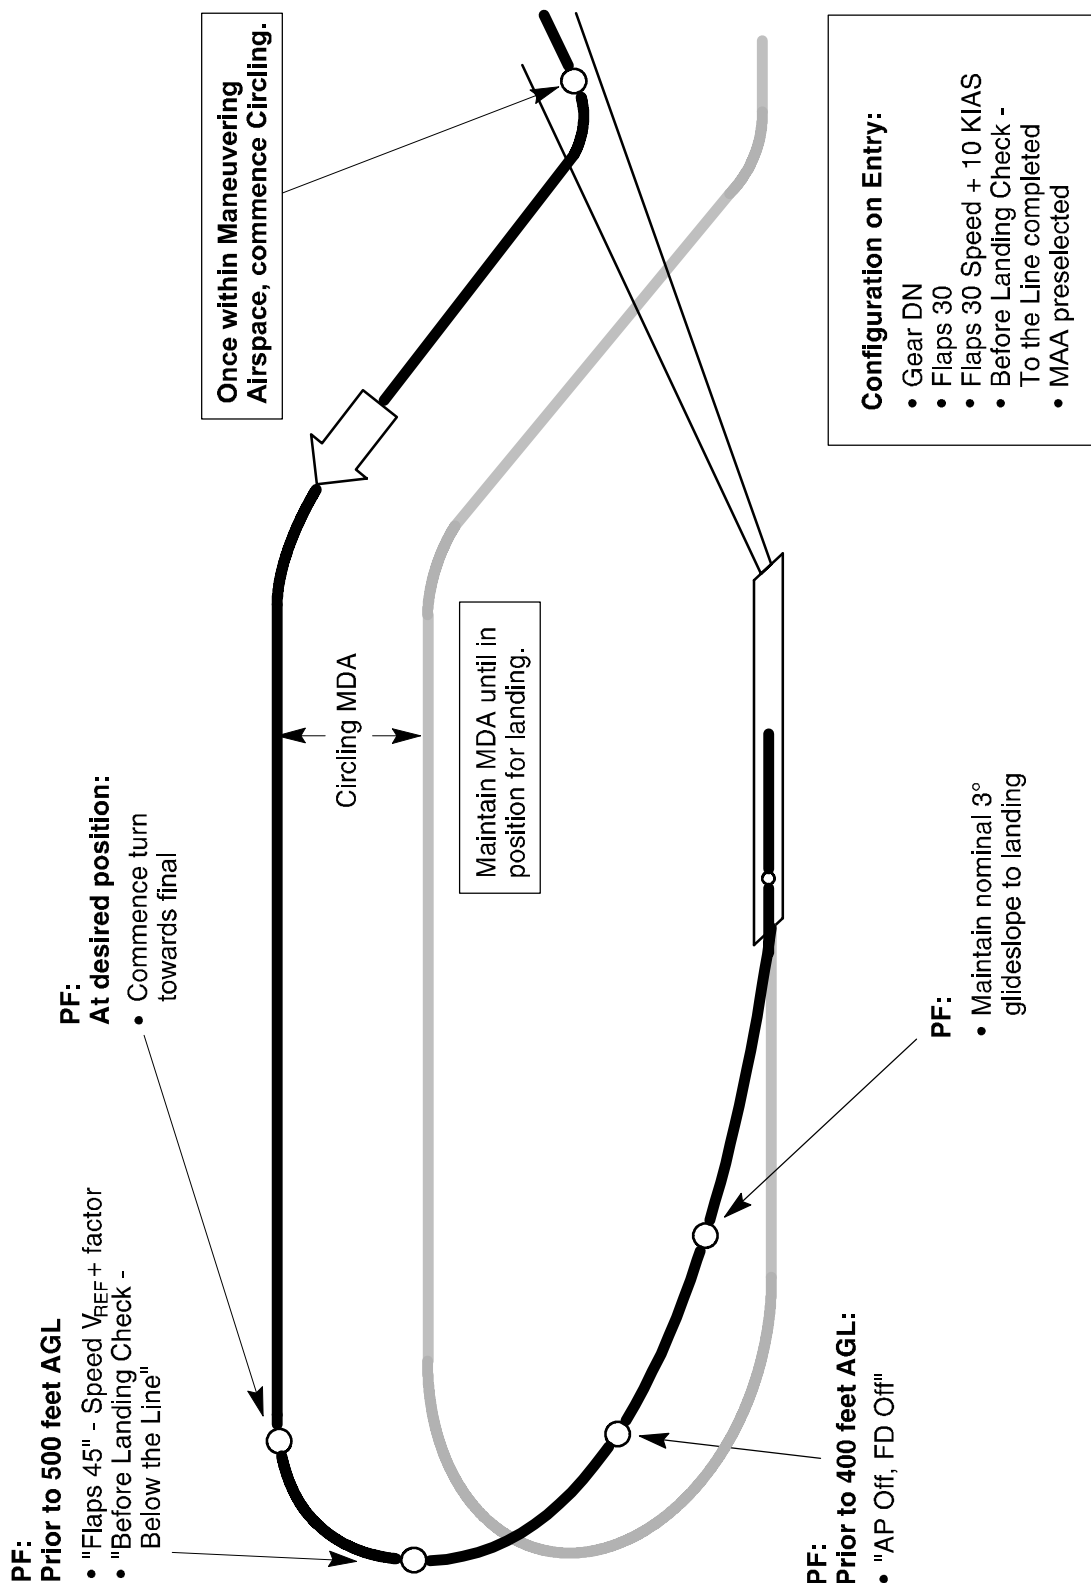 PF:
Prior to 500 feet AGL
• "Flaps 45" - Speed VREF + factor
• "Before Landing Check -
Below the Line"
PF:
At desired position:
• Commence turn
towards final
Once within Maneuvering
Airspace, commence Circling.
Circling MDA
Maintain MDA until in
position for landing.
PF:
Prior to 400 feet AGL:
• "AP Off, FD Off"
PF:
• Maintain nominal 3°
glideslope to landing
Configuration on Entry:
• Gear DN
• Flaps 30
• Flaps 30 Speed + 10 KIAS
• Before Landing Check -
To the Line completed
• MAA preselected